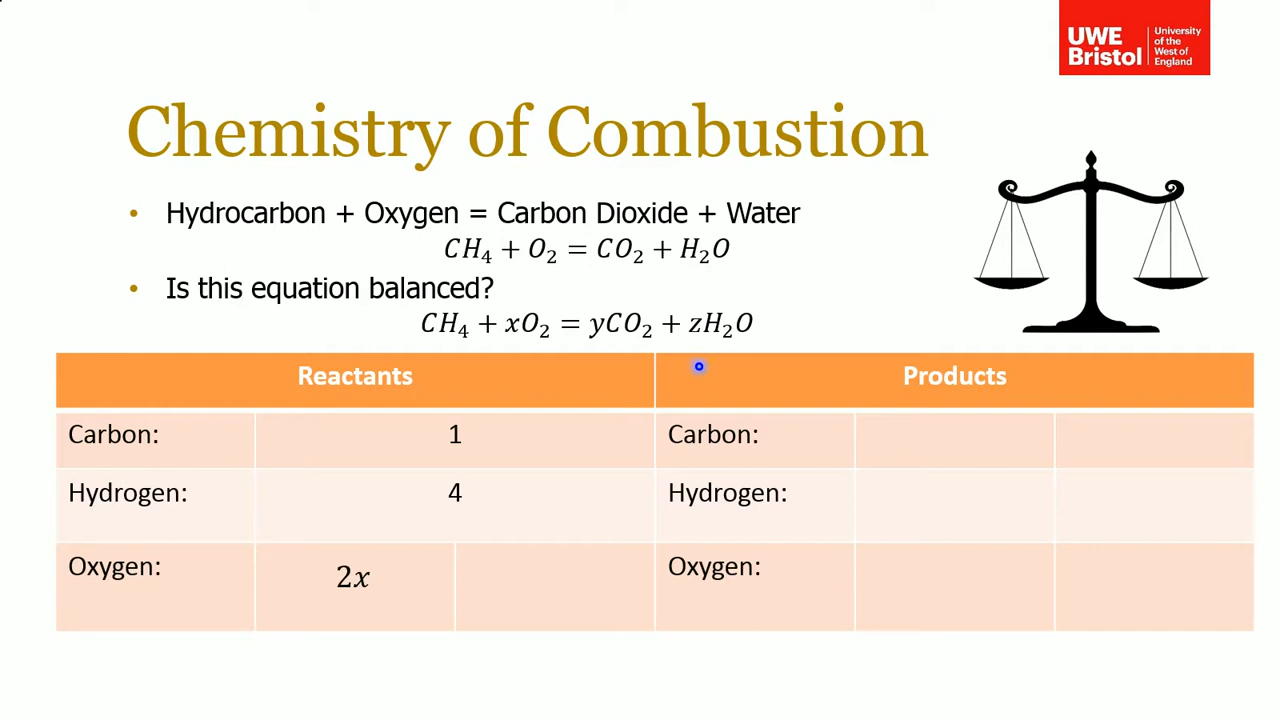 UWE Bristol
University of the West of England
Chemistry of Combustion
• Hydrocarbon + Oxygen = Carbon Dioxide + Water
CH₄ + O₂ = CO₂ + H₂O
• Is this equation balanced?
CH₄ + xO₂ = yCO₂ + zH₂O
Reactants Products
Carbon: 1 Carbon:
Hydrogen: 4 Hydrogen:
Oxygen: 2x Oxygen: